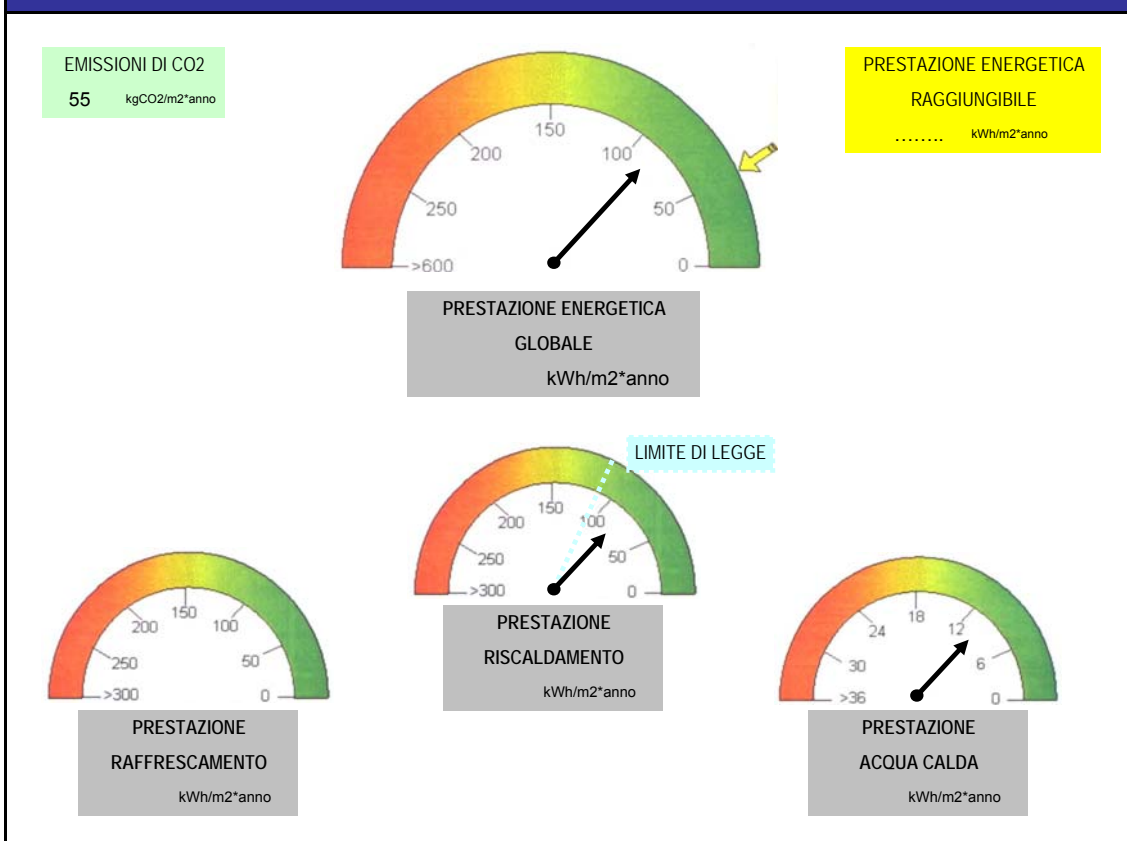 EMISSIONI DI CO2
55 kgCO2/m2*anno
PRESTAZIONE ENERGETICA
RAGGIUNGIBILE
........ kWh/m2*anno
>600
250
200
150
100
50
0
PRESTAZIONE ENERGETICA
GLOBALE
kWh/m2*anno
LIMITE DI LEGGE
>300
250
200
150
100
50
0
PRESTAZIONE
RISCALDAMENTO
kWh/m2*anno
>300
250
200
150
100
50
0
PRESTAZIONE
RAFFRESCAMENTO
kWh/m2*anno
>36
30
24
18
12
6
0
PRESTAZIONE
ACQUA CALDA
kWh/m2*anno